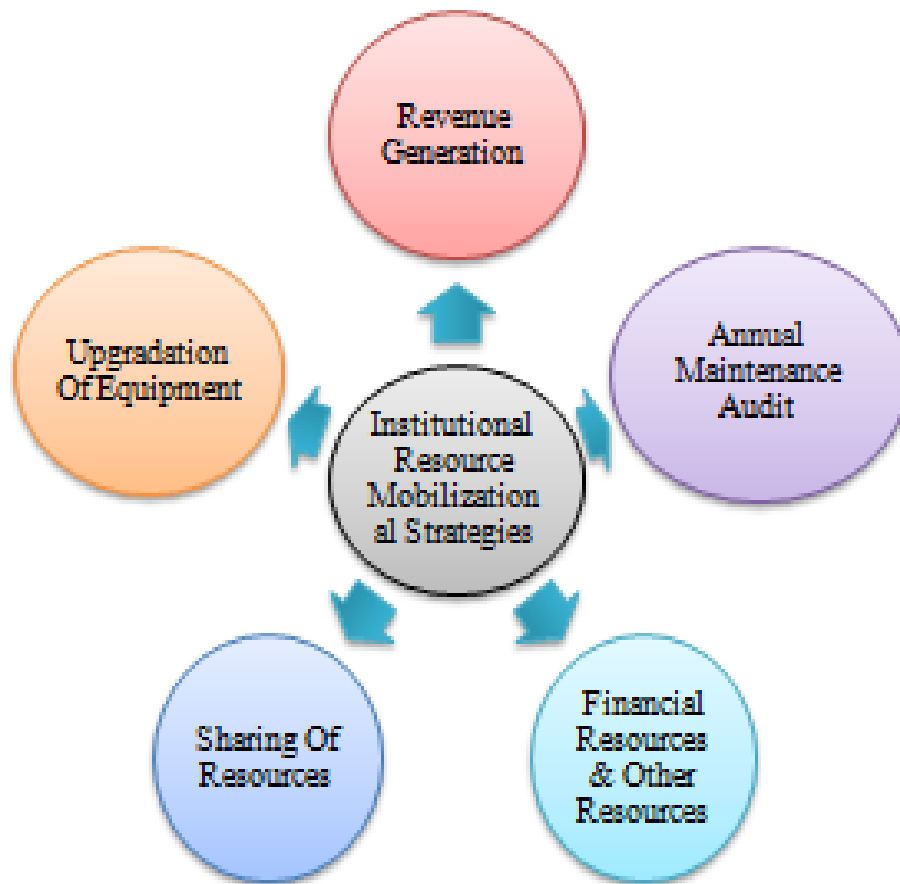 Revenue
Generation
Upgradation
Of Equipment
Annual
Maintenance
Audit
Institutional
Resource
Mobilization
al Strategies
Sharing Of
Resources
Financial
Resources
& Other
Resources